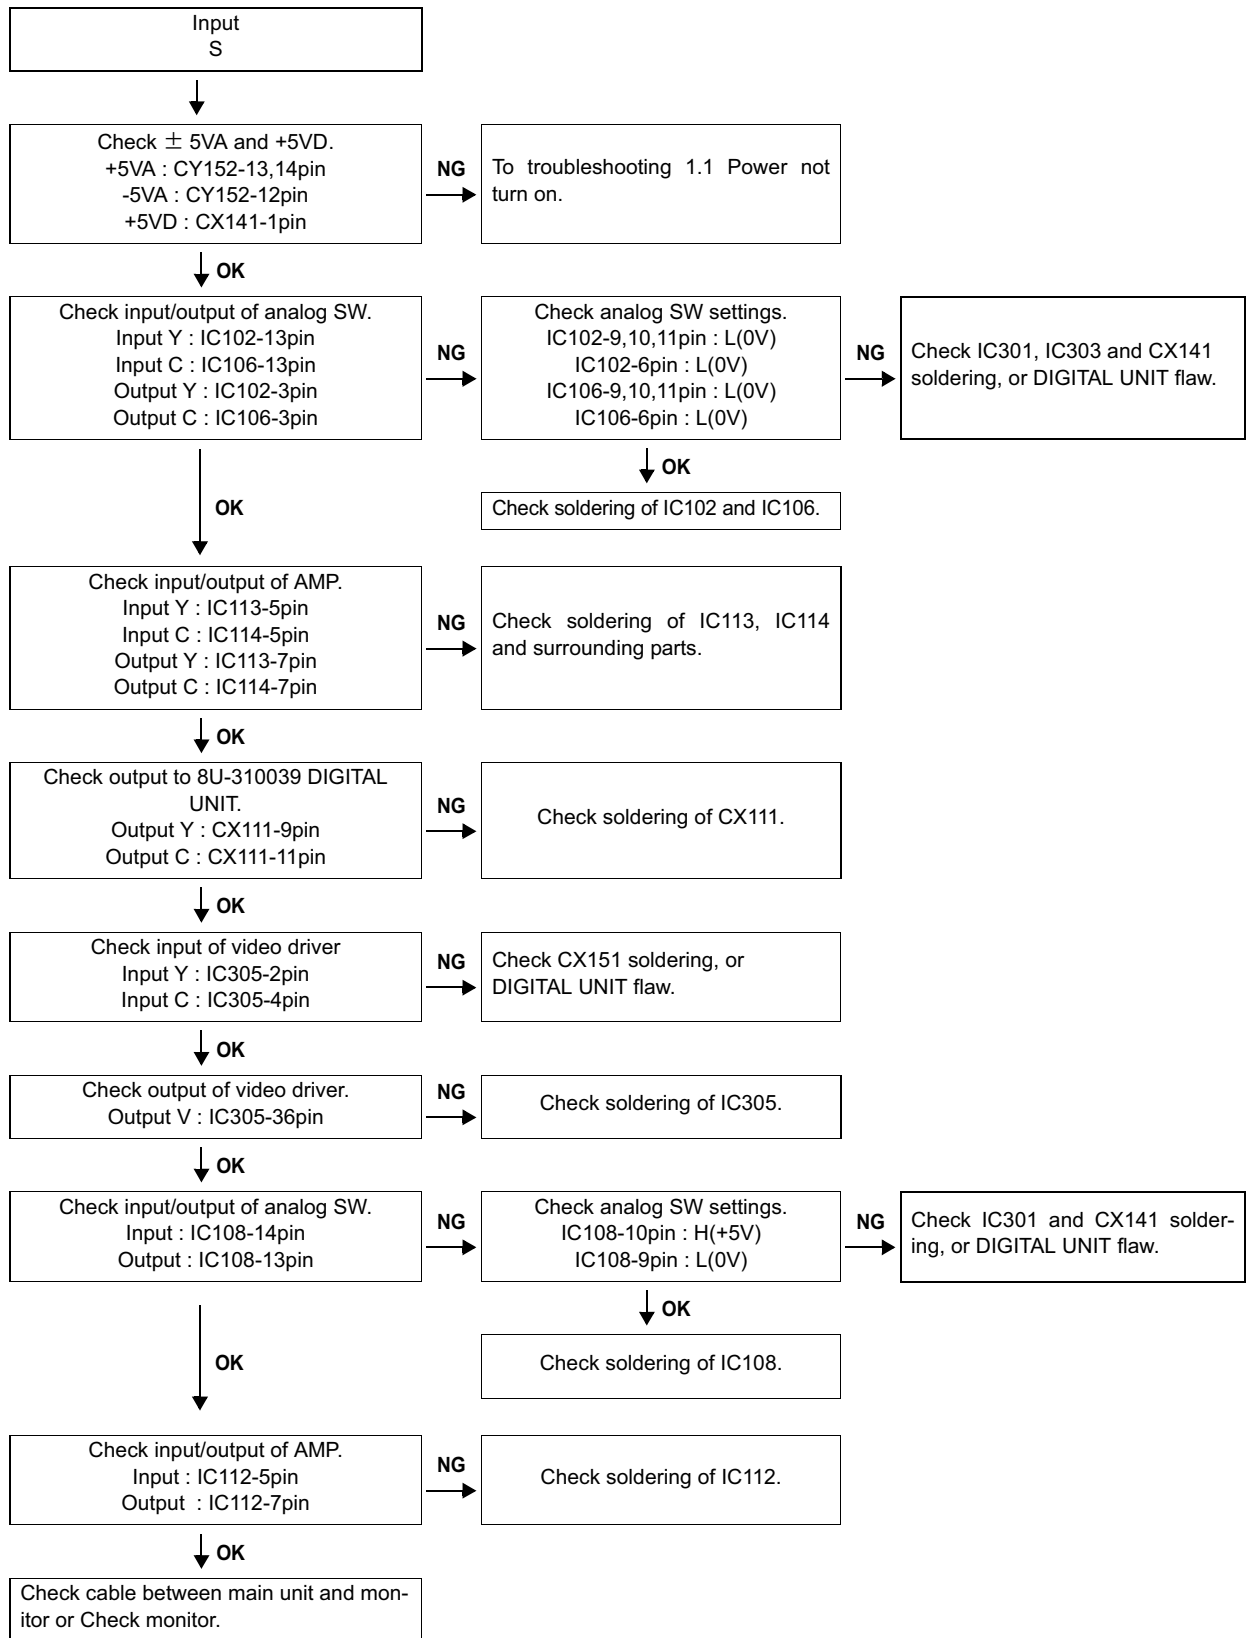 Input
S
Check ± 5VA and +5VD.
+5VA : CY152-13,14pin
-5VA : CY152-12pin
+5VD : CX141-1pin
NG
To troubleshooting 1.1 Power not
turn on.
OK
Check input/output of analog SW.
Input Y : IC102-13pin
Input C : IC106-13pin
Output Y : IC102-3pin
Output C : IC106-3pin
NG
Check analog SW settings.
IC102-9,10,11pin : L(0V)
IC102-6pin : L(0V)
IC106-9,10,11pin : L(0V)
IC106-6pin : L(0V)
NG
Check IC301, IC303 and CX141
soldering, or DIGITAL UNIT flaw.
OK
Check soldering of IC102 and IC106.
OK
Check input/output of AMP.
Input Y : IC113-5pin
Input C : IC114-5pin
Output Y : IC113-7pin
Output C : IC114-7pin
NG
Check soldering of IC113, IC114
and surrounding parts.
OK
Check output to 8U-310039 DIGITAL
UNIT.
Output Y : CX111-9pin
Output C : CX111-11pin
NG
Check soldering of CX111.
OK
Check input of video driver
Input Y : IC305-2pin
Input C : IC305-4pin
NG
Check CX151 soldering, or
DIGITAL UNIT flaw.
OK
Check output of video driver.
Output V : IC305-36pin
NG
Check soldering of IC305.
OK
Check input/output of analog SW.
Input : IC108-14pin
Output : IC108-13pin
NG
Check analog SW settings.
IC108-10pin : H(+5V)
IC108-9pin : L(0V)
NG
Check IC301 and CX141 solder-
ing, or DIGITAL UNIT flaw.
OK
Check soldering of IC108.
OK
Check input/output of AMP.
Input : IC112-5pin
Output : IC112-7pin
NG
Check soldering of IC112.
OK
Check cable between main unit and mon-
itor or Check monitor.